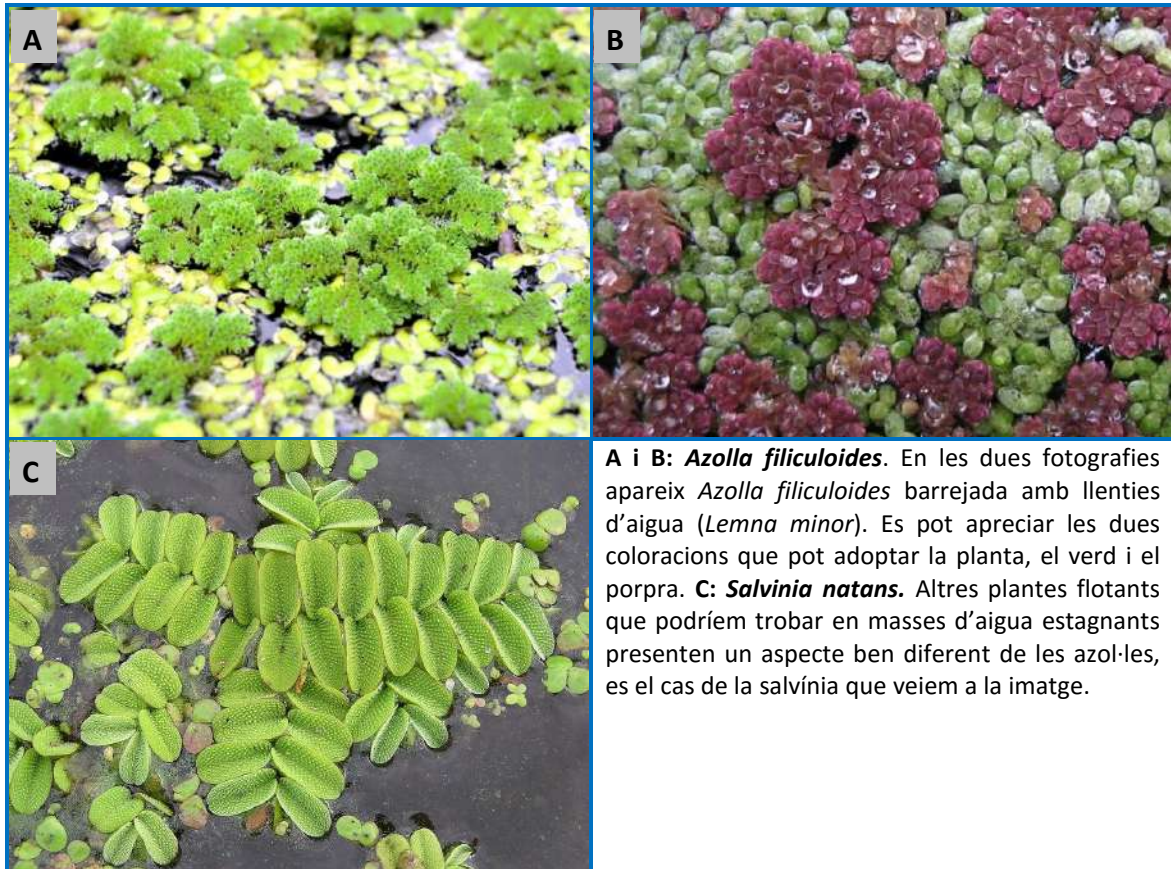 A
B
C
A i B: Azolla filiculoides. En les dues fotografies
apareix Azolla filiculoides barrejada amb llenties
d'aigua (Lemna minor). Es pot apreciar les dues
coloracions que pot adoptar la planta, el verd i el
porpra. C: Salvinia natans. Altres plantes flotants
que podríem trobar en masses d'aigua estagnants
presenten un aspecte ben diferent de les azol·les,
es el cas de la salvínia que veiem a la imatge.